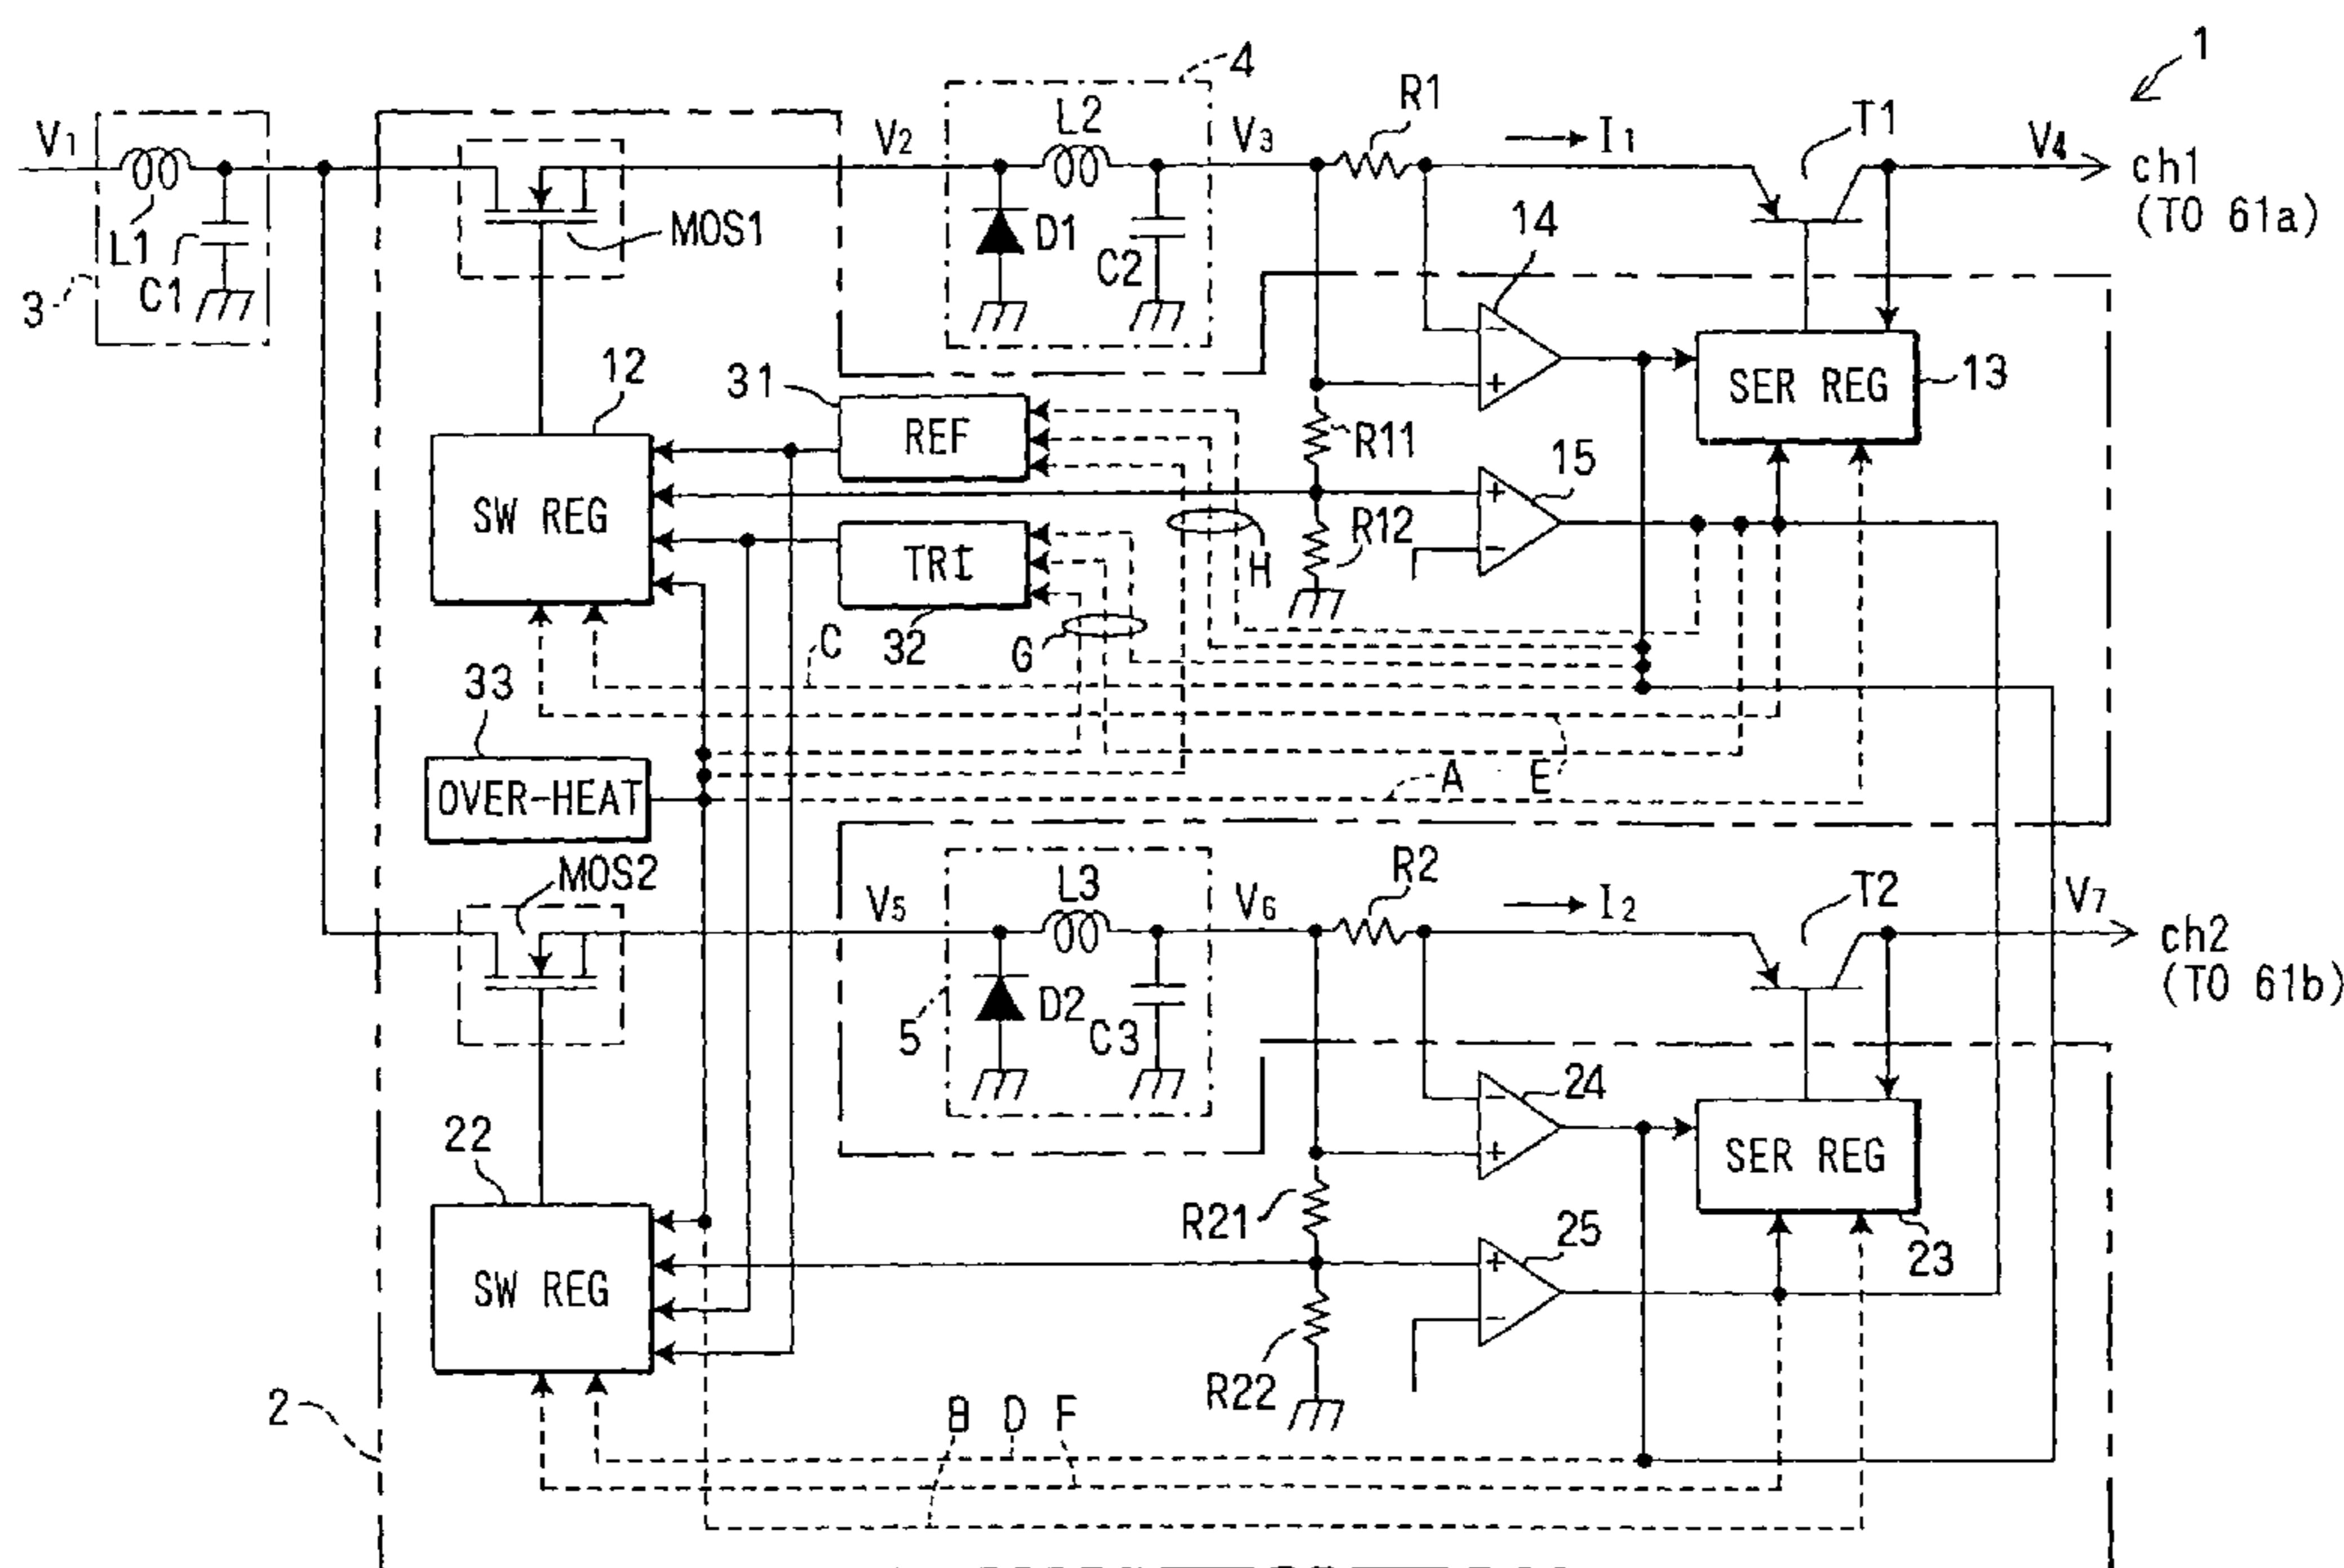 1
4
R1
T1
V1
V2
L2
V3
I1
V4
ch1
(TO 61a)
L1
C1
3
MOS1
D1
C2
14
12
31
REF
R11
SER REG
13
SW REG
15
TRI
R12
H
32
G
C
33
OVER-HEAT
A
E
MOS2
V5
L3
V6
R2
I2
T2
V7
ch2
(TO 61b)
5
D2
C3
24
22
R21
SER REG
25
23
SW REG
R22
2
B D F